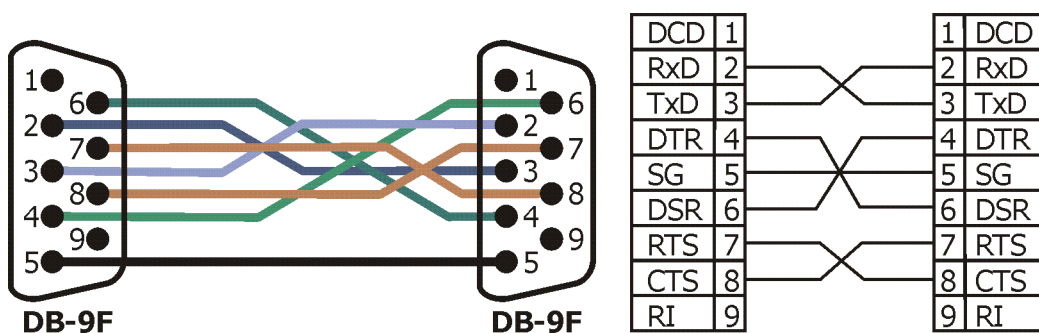 1 1
6 6
2 2
7 7
3 3
8 8
4 4
9 9
5 5
DB-9F DB-9F
DCD 1 1 DCD
RxD 2 2 RxD
TxD 3 3 TxD
DTR 4 4 DTR
SG 5 5 SG
DSR 6 6 DSR
RTS 7 7 RTS
CTS 8 8 CTS
RI 9 9 RI